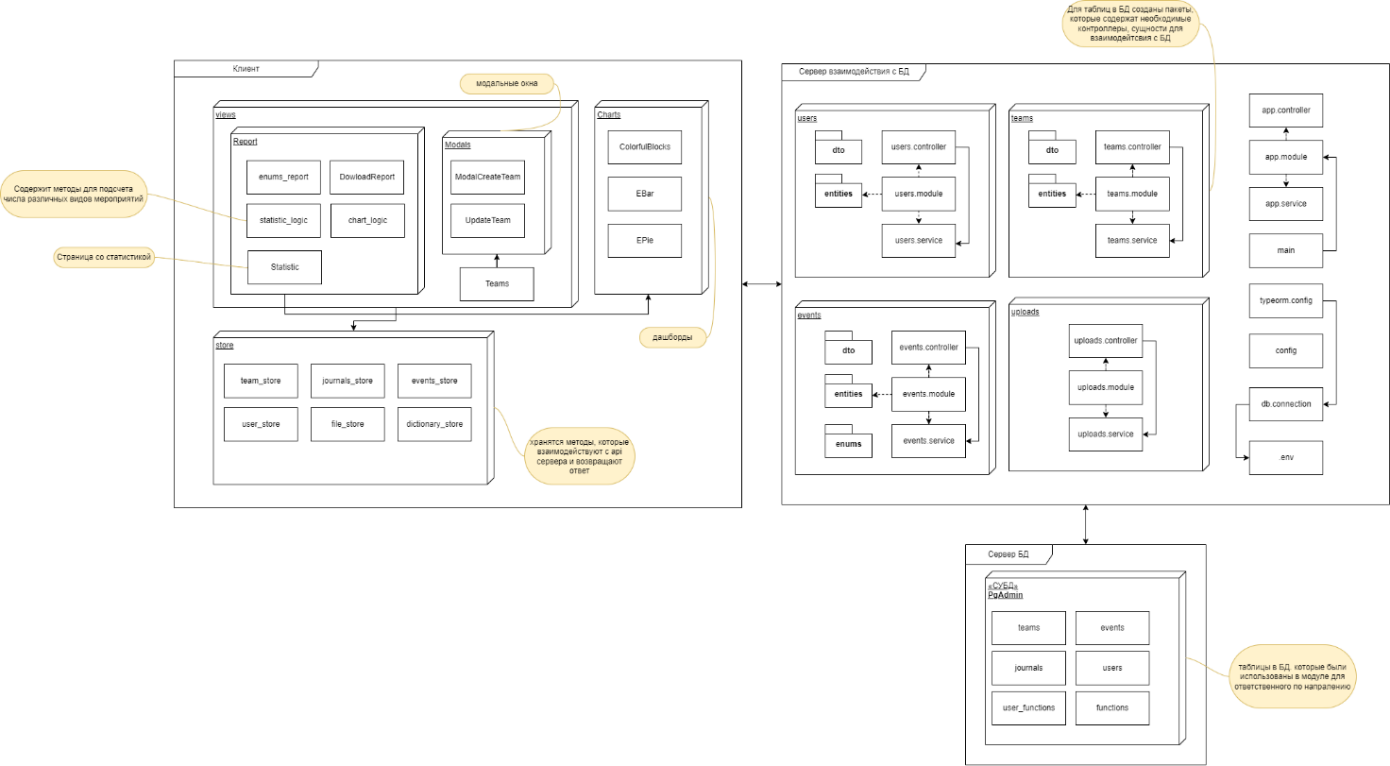 Для таблиц в БД созданы пакеты,
которые содержат необходимые
контроллеры, сущности для
взаимодейтсвия с БД
Клиент
модальные окна
views
Report
enums_report
DowloadReport
statistic_logic
chart_logic
Statistic
Modals
ModalCreateTeam
UpdateTeam
Teams
Charts
ColorfulBlocks
EBar
EPie
Содержит методы для подсчета
числа различных видов мероприятий
Страница со статистикой
дашборды
store
team_store
journals_store
events_store
user_store
file_store
dictionary_store
хранятся методы, которые
взаимодействуют с api
сервера и возвращают
ответ
Сервер взаимодействия с БД
users
dto
entities
users.controller
users.module
users.service
teams
dto
entities
teams.controller
teams.module
teams.service
events
dto
entities
enums
events.controller
events.module
events.service
uploads
uploads.controller
uploads.module
uploads.service
app.controller
app.module
app.service
main
typeorm.config
config
db.connection
.env
Сервер БД
«СУБД»
PgAdmin
teams
events
journals
users
user_functions
functions
таблицы в БД, которые были
использованы в модуле для
ответственного по напралению